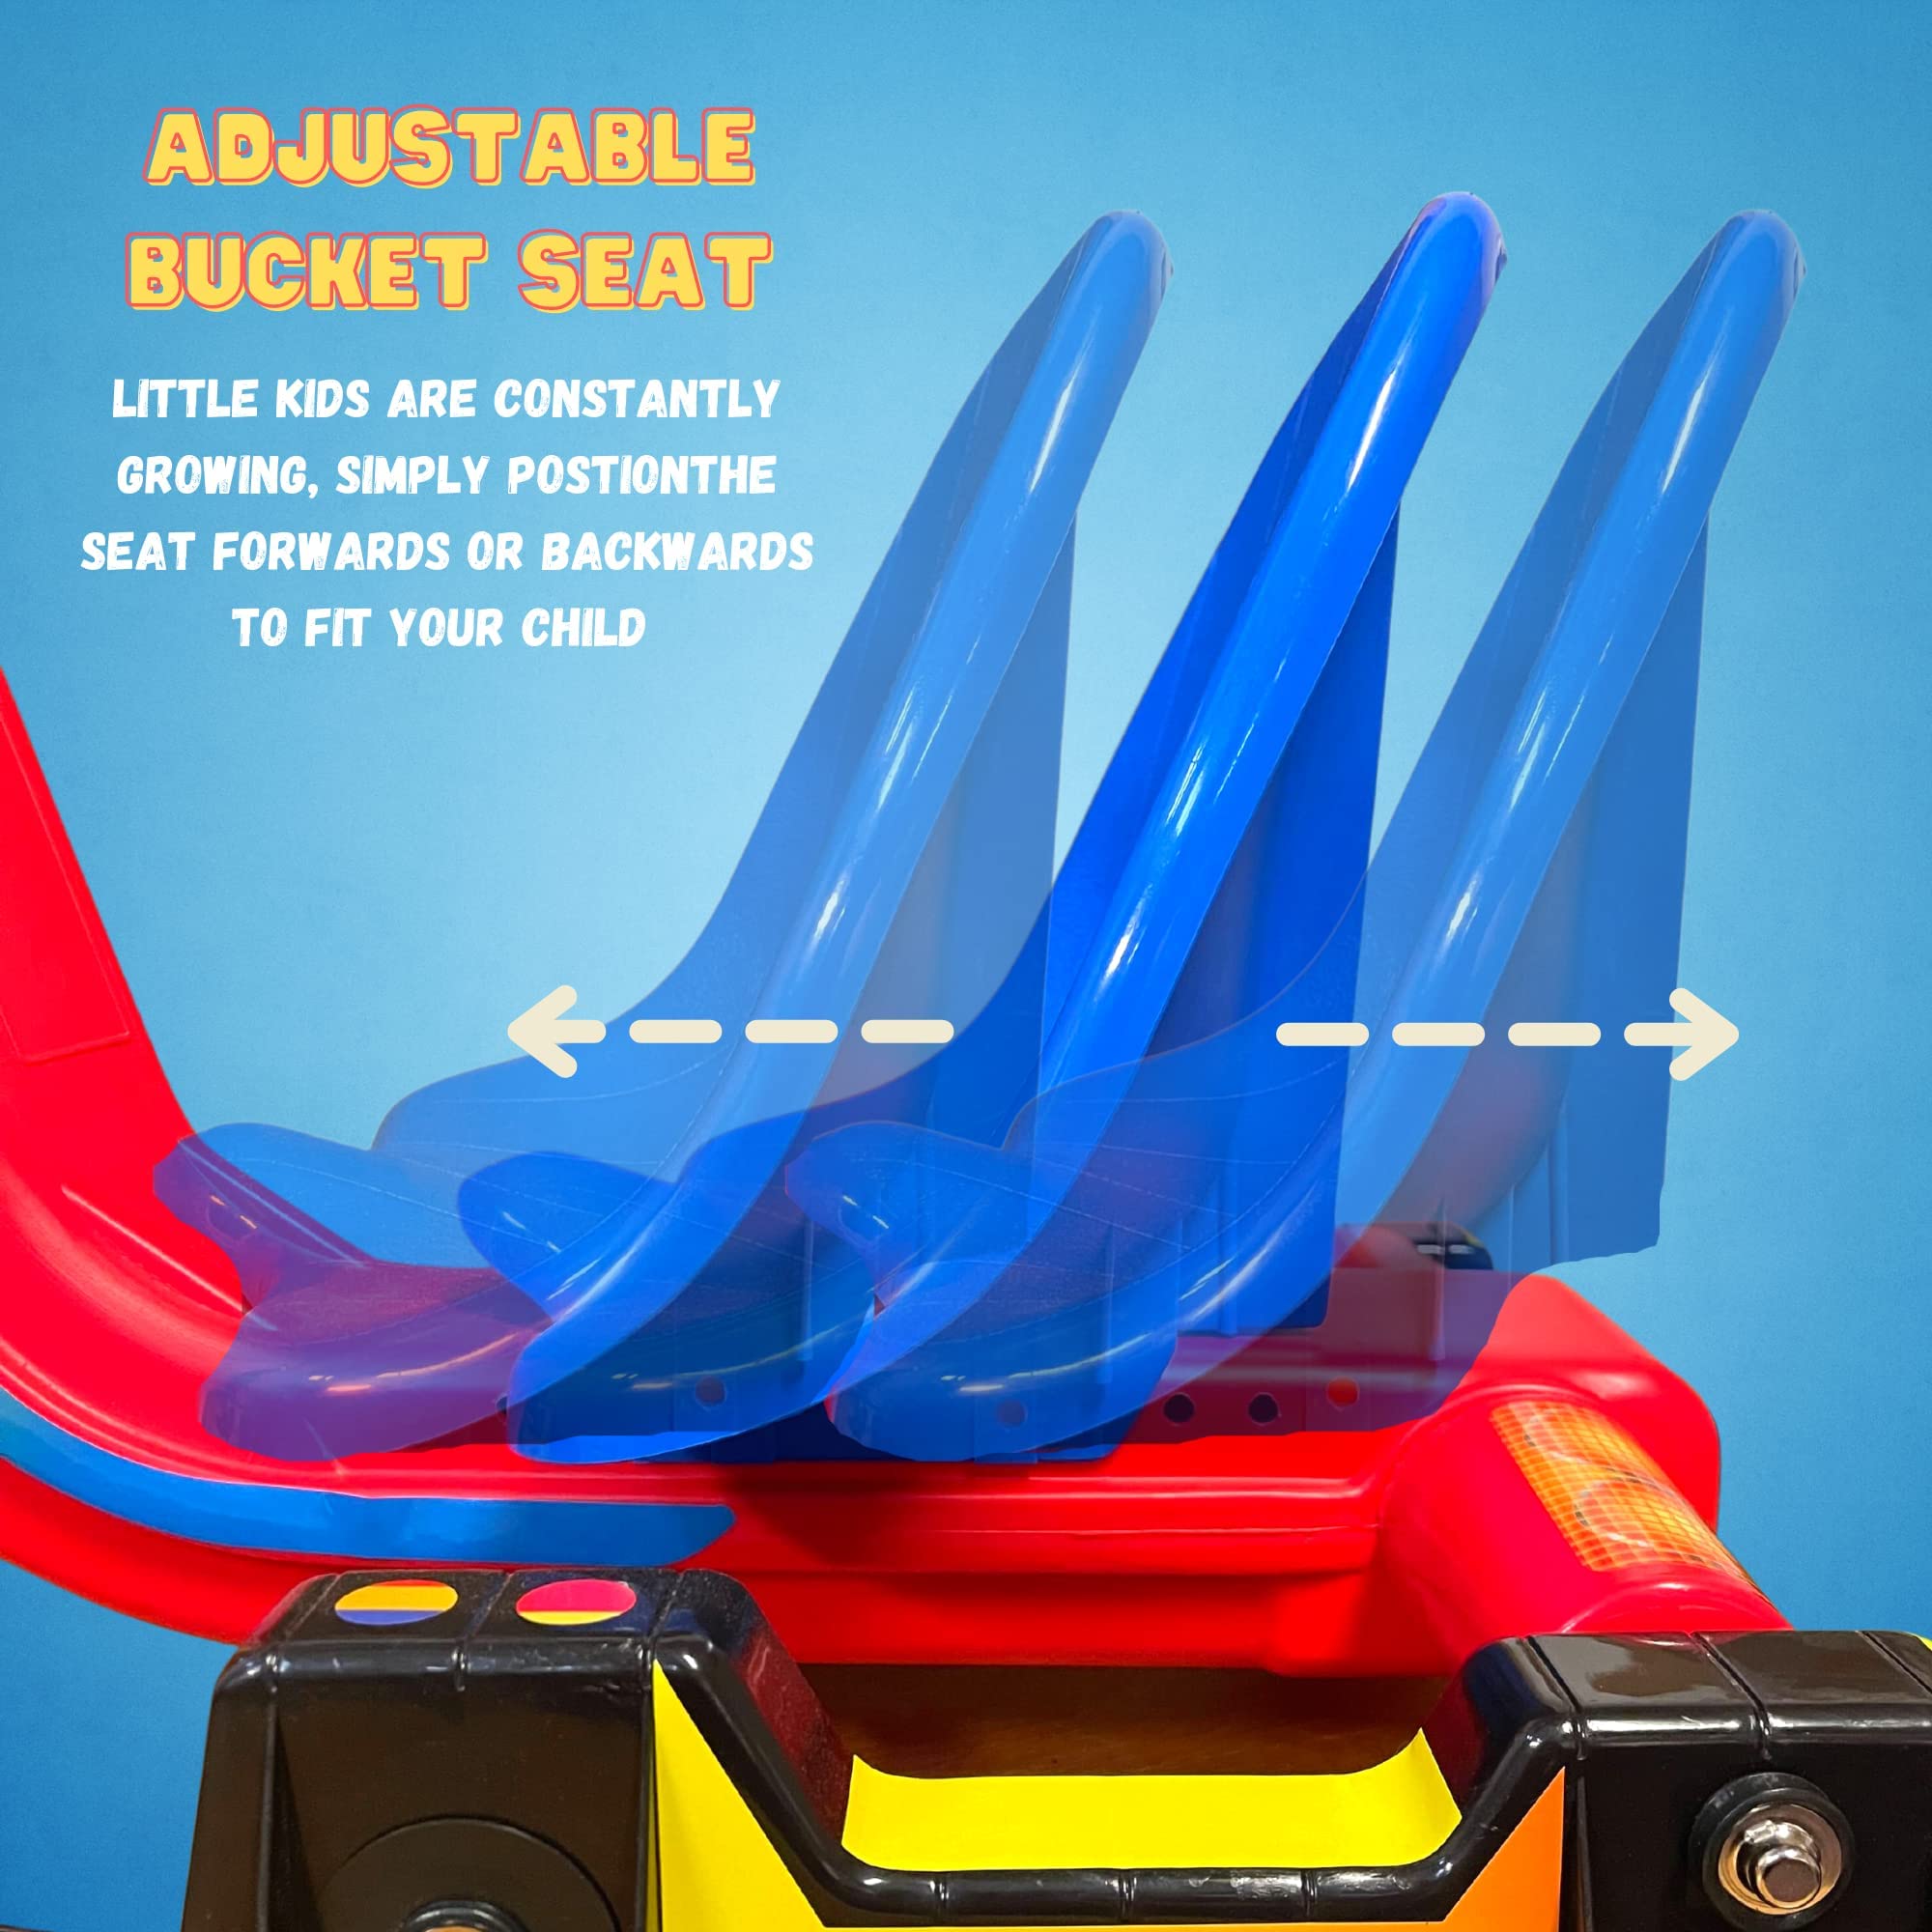 ADJUSTABLE
BUCKET SEAT
LITTLE KIDS ARE CONSTANTLY
GROWING, SIMPLY POSTIONTHE
SEAT FORWARDS OR BACKWARDS
TO FIT YOUR CHILD